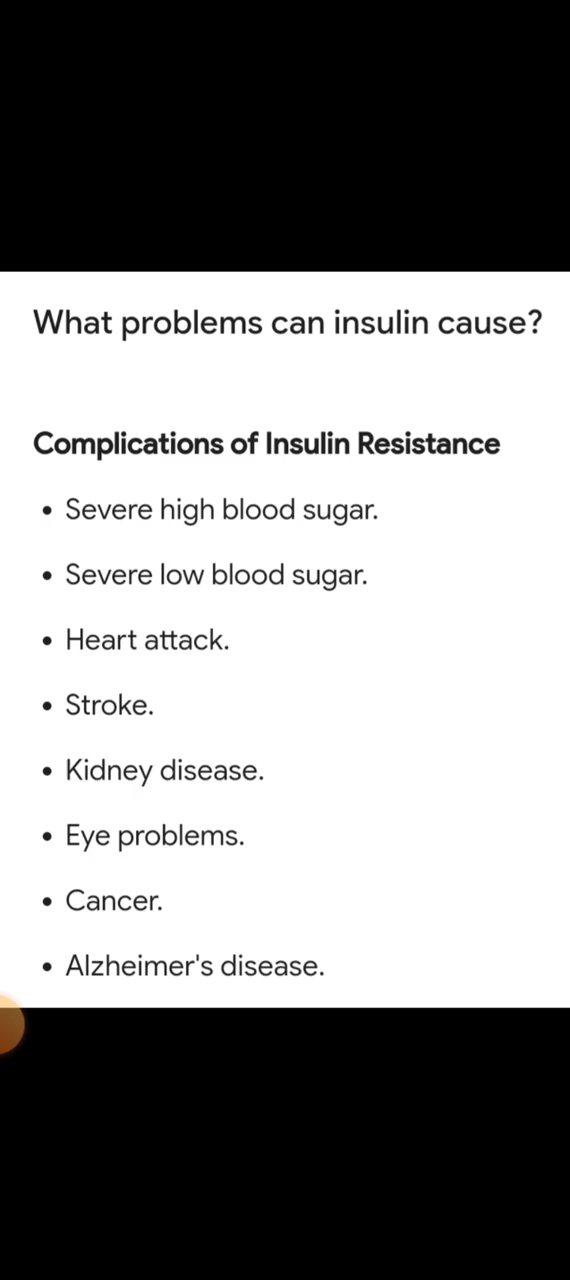 What problems can insulin cause?
Complications of Insulin Resistance
• Severe high blood sugar.
• Severe low blood sugar.
• Heart attack.
• Stroke.
• Kidney disease.
• Eye problems.
• Cancer.
• Alzheimer's disease.